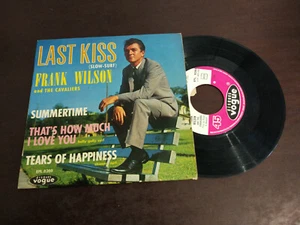 LAST KISS
(SLOW-SURF)
FRANK WILSON
AND THE CAVALIERS
SUMMERTIME
THAT'S HOW MUCH
I LOVE YOU
TEARS OF HAPPINESS
vogue
vogue